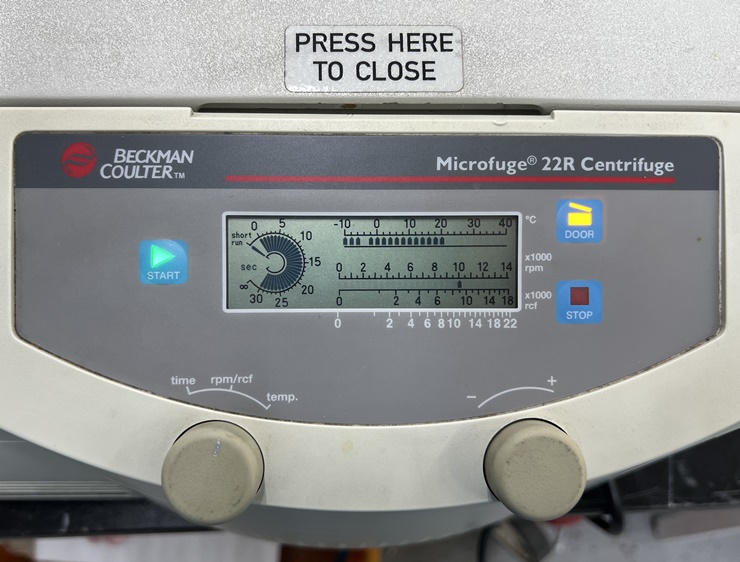 PRESS HERE
TO CLOSE
BECKMAN
COULTER™
Microfuge® 22R Centrifuge
START
short
run
0 5 10 15 20 25 30 ∞
sec
-10 0 10 20 30 40 °C
0 2 4 6 8 10 12 14 x1000
rpm
0 2 4 6 8 10 14 18 x1000
rcf
0 2 4 6 8 10 14 18 22
DOOR
STOP
time rpm/rcf temp.
− +